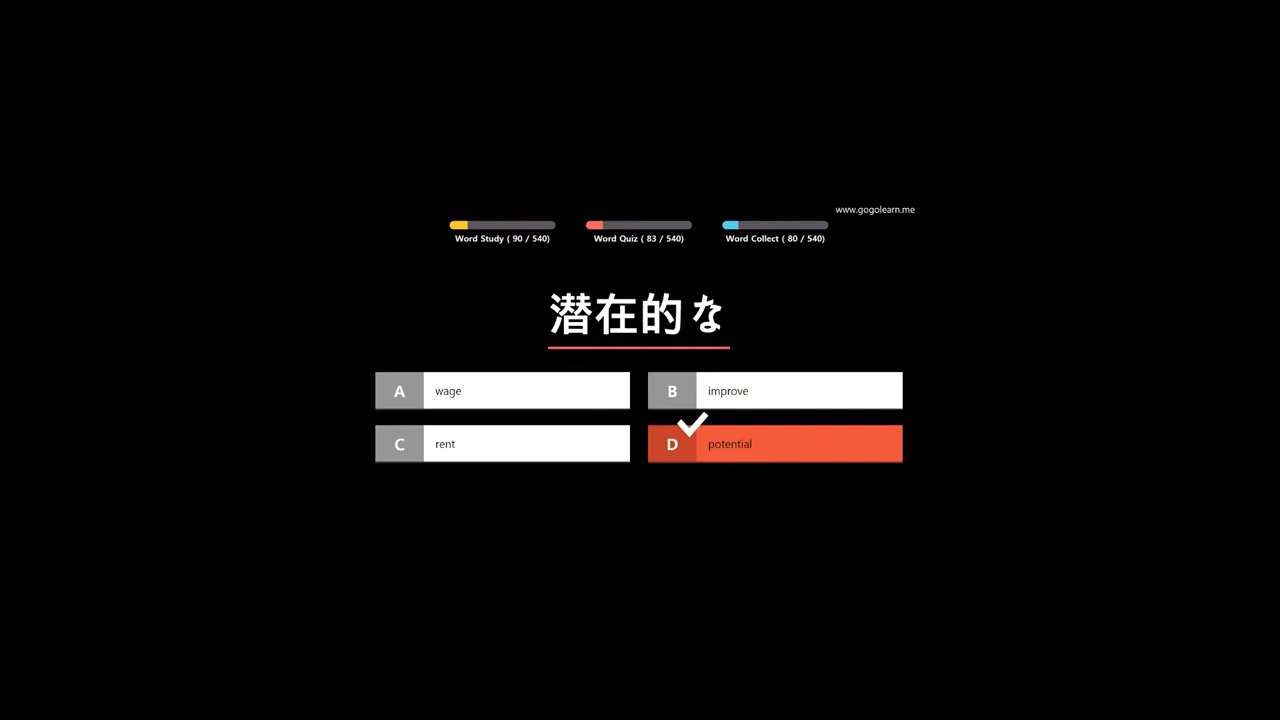 www.gogolearn.me
Word Study ( 90 / 540)
Word Quiz ( 83 / 540)
Word Collect ( 80 / 540)
潜在的な
A wage
B improve
C rent
D potential